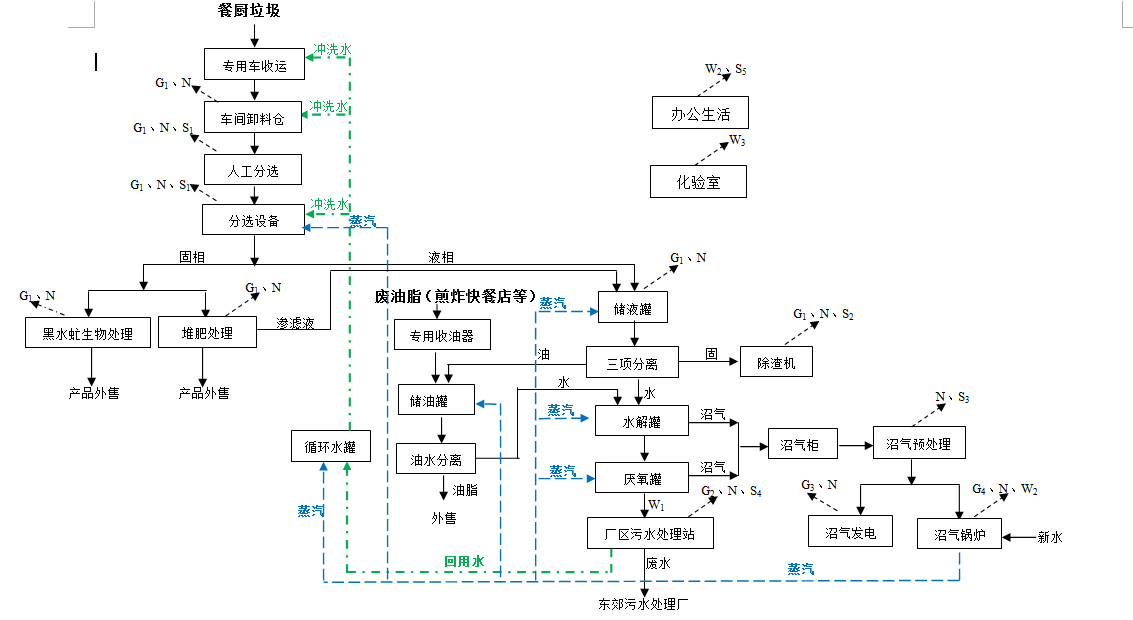 餐厨垃圾
冲洗水
专用车收运
G1、N
冲洗水
车间卸料仓
G1、N、S1
人工分选
G1、N、S1
冲洗水
分选设备
蒸汽
W2、S5
办公生活
W3
化验室
固相
液相
G1、N
G1、N
G1、N
废油脂（煎炸快餐店等）
蒸汽
储液罐
G1、N、S2
黑水虻生物处理
堆肥处理
渗滤液
专用收油器
油
三项分离
固
除渣机
产品外售
产品外售
水
水
储油罐
蒸汽
水解罐
沼气
N、S3
循环水罐
油水分离
沼气柜
沼气预处理
蒸汽
厌氧罐
沼气
油脂
外售
蒸汽
W1
G2、N、S4
G3、N
G4、N、W2
厂区污水处理站
沼气发电
沼气锅炉
新水
回用水
废水
蒸汽
东郊污水处理厂